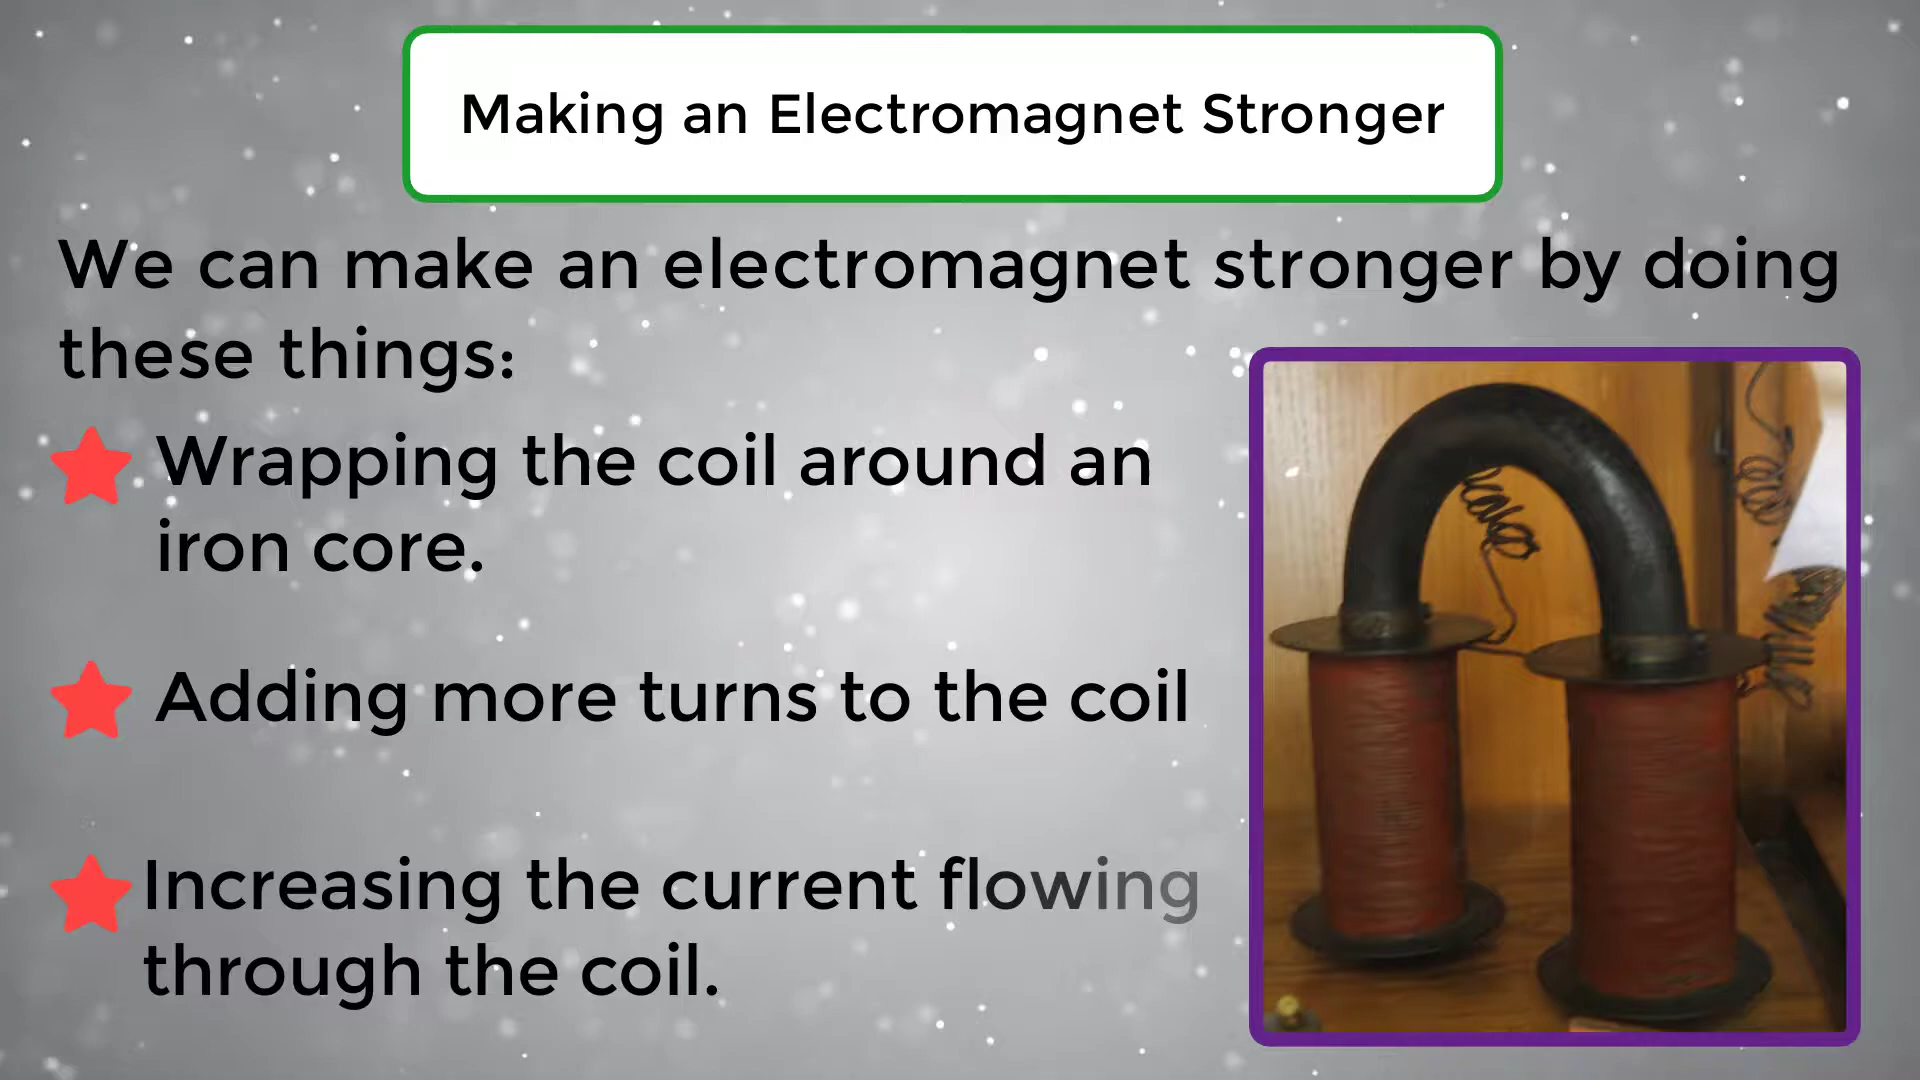 Making an Electromagnet Stronger
We can make an electromagnet stronger by doing
these things:
Wrapping the coil around an
iron core.
Adding more turns to the coil
Increasing the current flowing
through the coil.